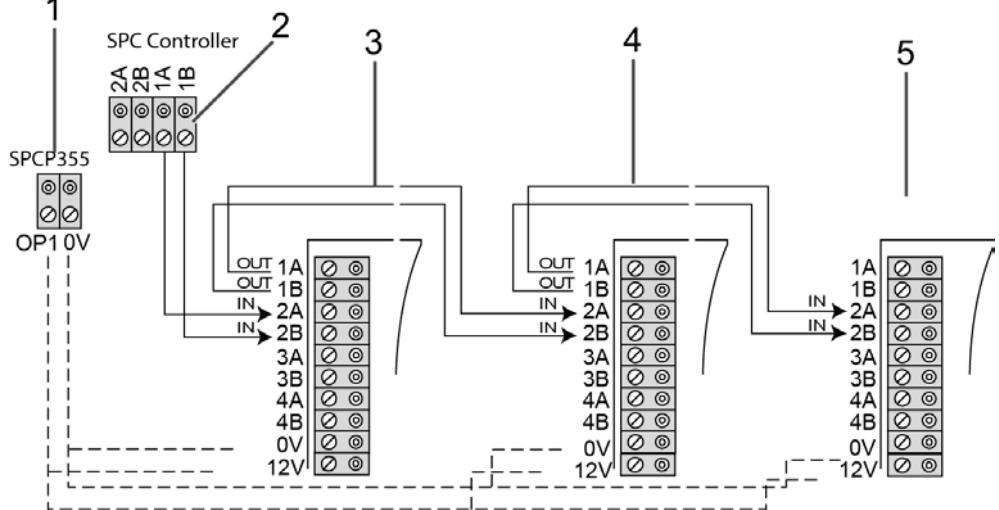 1
SPC Controller
2
3
4
5
2A
2B
1A
1B
SPCP355
OP1 0V
OUT 1A
OUT 1B
IN 2A
IN 2B
3A
3B
4A
4B
0V
12V
OUT 1A
OUT 1B
IN 2A
IN 2B
3A
3B
4A
4B
0V
12V
1A
1B
IN 2A
IN 2B
3A
3B
4A
4B
0V
12V